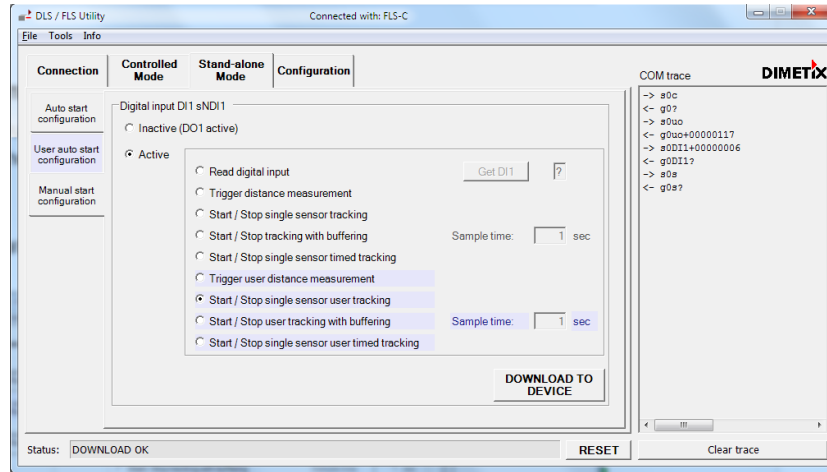 DLS / FLS Utility
Connected with: FLS-C
File Tools Info
Connection
Controlled
Mode
Stand-alone
Mode
Configuration
Auto start
configuration
User auto start
configuration
Manual start
configuration
Digital input DI1 sNDI1
Inactive (DO1 active)
Active
Read digital input
Get DI1
?
Trigger distance measurement
Start / Stop single sensor tracking
Start / Stop tracking with buffering
Sample time: 1 sec
Start / Stop single sensor timed tracking
Trigger user distance measurement
Start / Stop single sensor user tracking
Start / Stop user tracking with buffering
Sample time: 1 sec
Start / Stop single sensor user timed tracking
DOWNLOAD TO
DEVICE
COM trace
DIMETIX
-> s0c
<- g0?
-> s0uo
<- g0uo+00000117
-> s0DI1+00000006
<- g0DI1?
-> s0s
<- g0s?
Status: DOWNLOAD OK
RESET
Clear trace